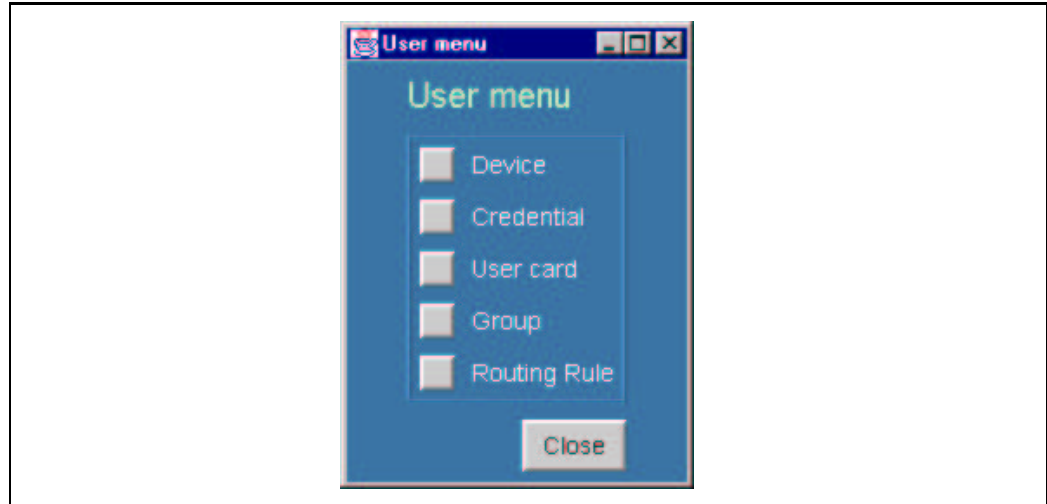 User menu
User menu
Device
Credential
User card
Group
Routing Rule
Close